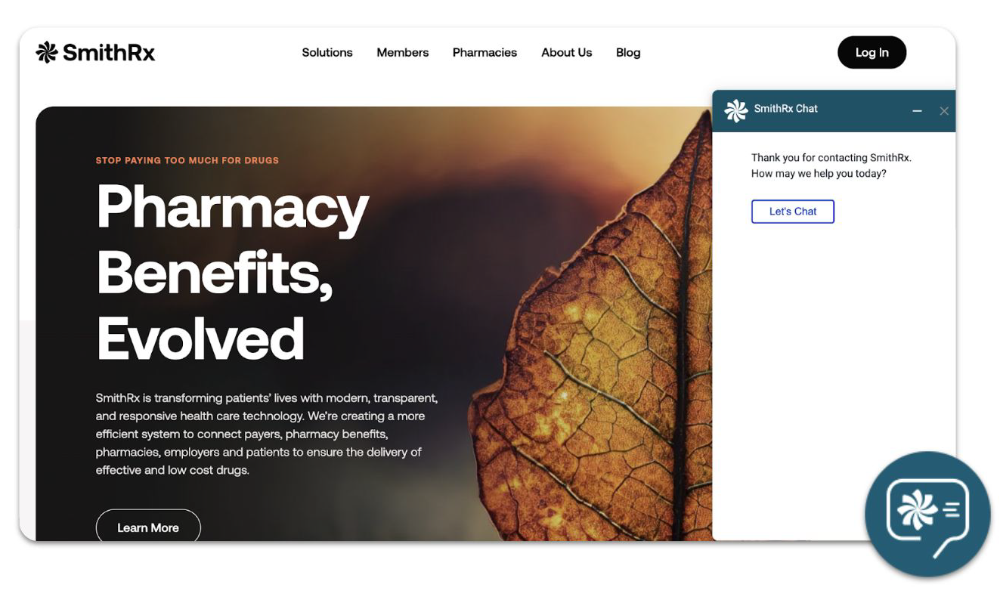 SmithRx
Solutions
Members
Pharmacies
About Us
Blog
Log In
STOP PAYING TOO MUCH FOR DRUGS
Pharmacy
Benefits,
Evolved
SmithRx is transforming patients’ lives with modern, transparent,
and responsive health care technology. We’re creating a more
efficient system to connect payers, pharmacy benefits,
pharmacies, employers and patients to ensure the delivery of
effective and low cost drugs.
Learn More
SmithRx Chat
Thank you for contacting SmithRx.
How may we help you today?
Let's Chat